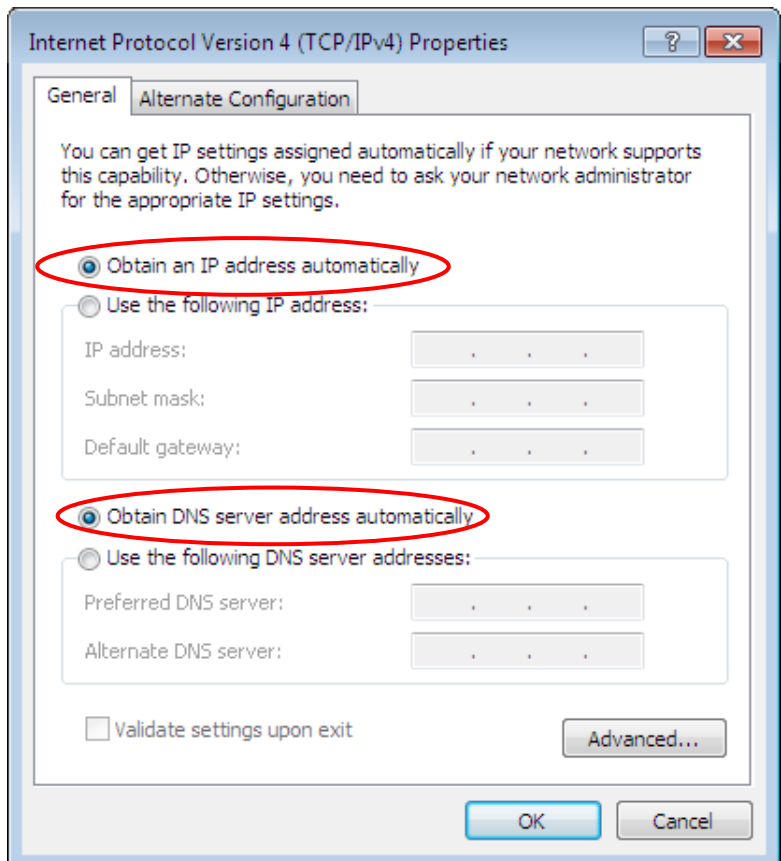 Internet Protocol Version 4 (TCP/IPv4) Properties
General
Alternate Configuration
You can get IP settings assigned automatically if your network supports
this capability. Otherwise, you need to ask your network administrator
for the appropriate IP settings.
Obtain an IP address automatically
Use the following IP address:
IP address:
. . .
Subnet mask:
. . .
Default gateway:
. . .
Obtain DNS server address automatically
Use the following DNS server addresses:
Preferred DNS server:
. . .
Alternate DNS server:
. . .
Validate settings upon exit
Advanced...
OK
Cancel